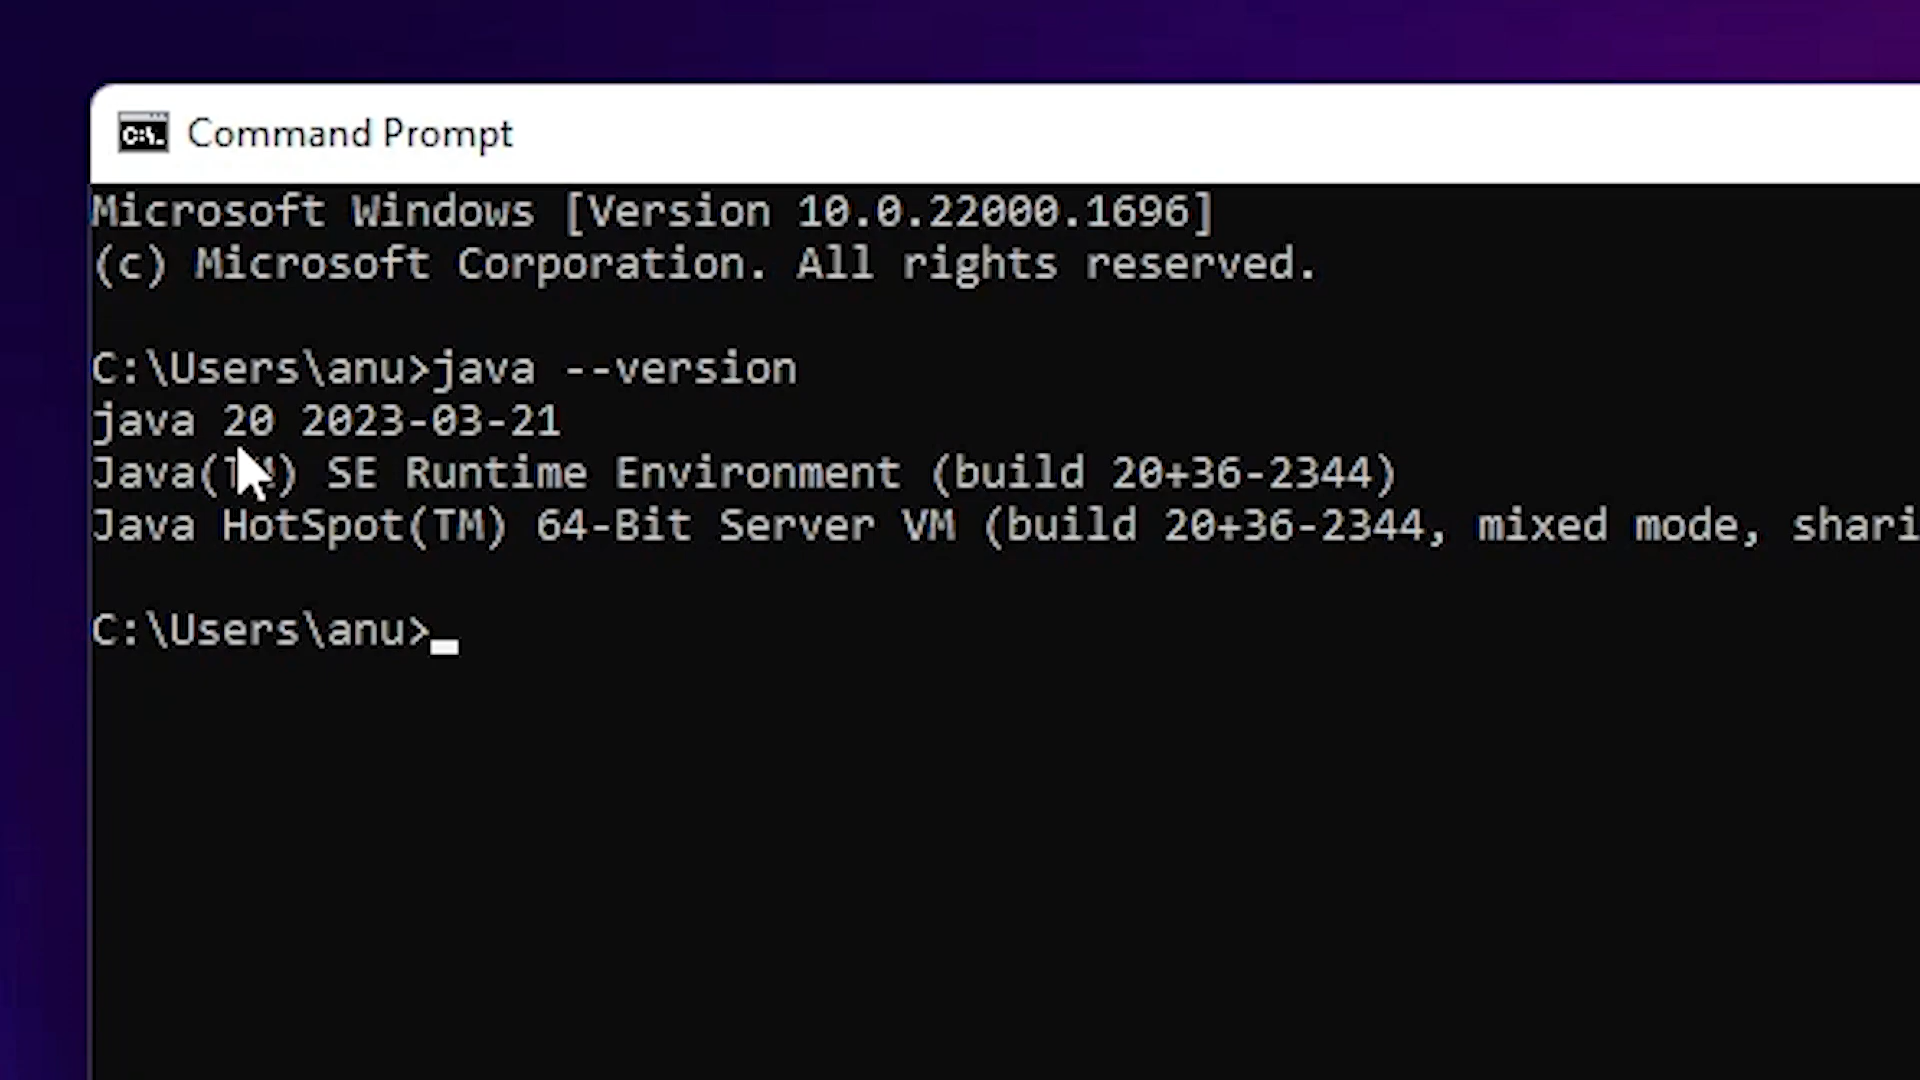 Command Prompt
Microsoft Windows [Version 10.0.22000.1696]
(c) Microsoft Corporation. All rights reserved.
C:\Users\anu>java --version
java 20 2023-03-21
Java(TM) SE Runtime Environment (build 20+36-2344)
Java HotSpot(TM) 64-Bit Server VM (build 20+36-2344, mixed mode, shari
C:\Users\anu>